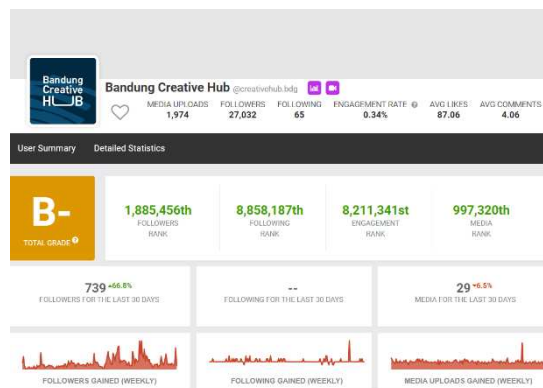 Bandung
Creative
HUB
Bandung Creative Hub @creativehub.bdg
MEDIA UPLOADS FOLLOWERS FOLLOWING ENGAGEMENT RATE AVG LIKES AVG COMMENTS
1,974 27,032 65 0.34% 87.06 4.06
User Summary Detailed Statistics
B-
TOTAL GRADE
1,885,456th 8,858,187th 8,211,341st 997,320th
FOLLOWERS FOLLOWING ENGAGEMENT MEDIA
RANK RANK RANK RANK
739 +66.8% -- 29 +6.5%
FOLLOWERS FOR THE LAST 30 DAYS FOLLOWING FOR THE LAST 30 DAYS MEDIA FOR THE LAST 30 DAYS
FOLLOWERS GAINED (WEEKLY) FOLLOWING GAINED (WEEKLY) MEDIA UPLOADS GAINED (WEEKLY)